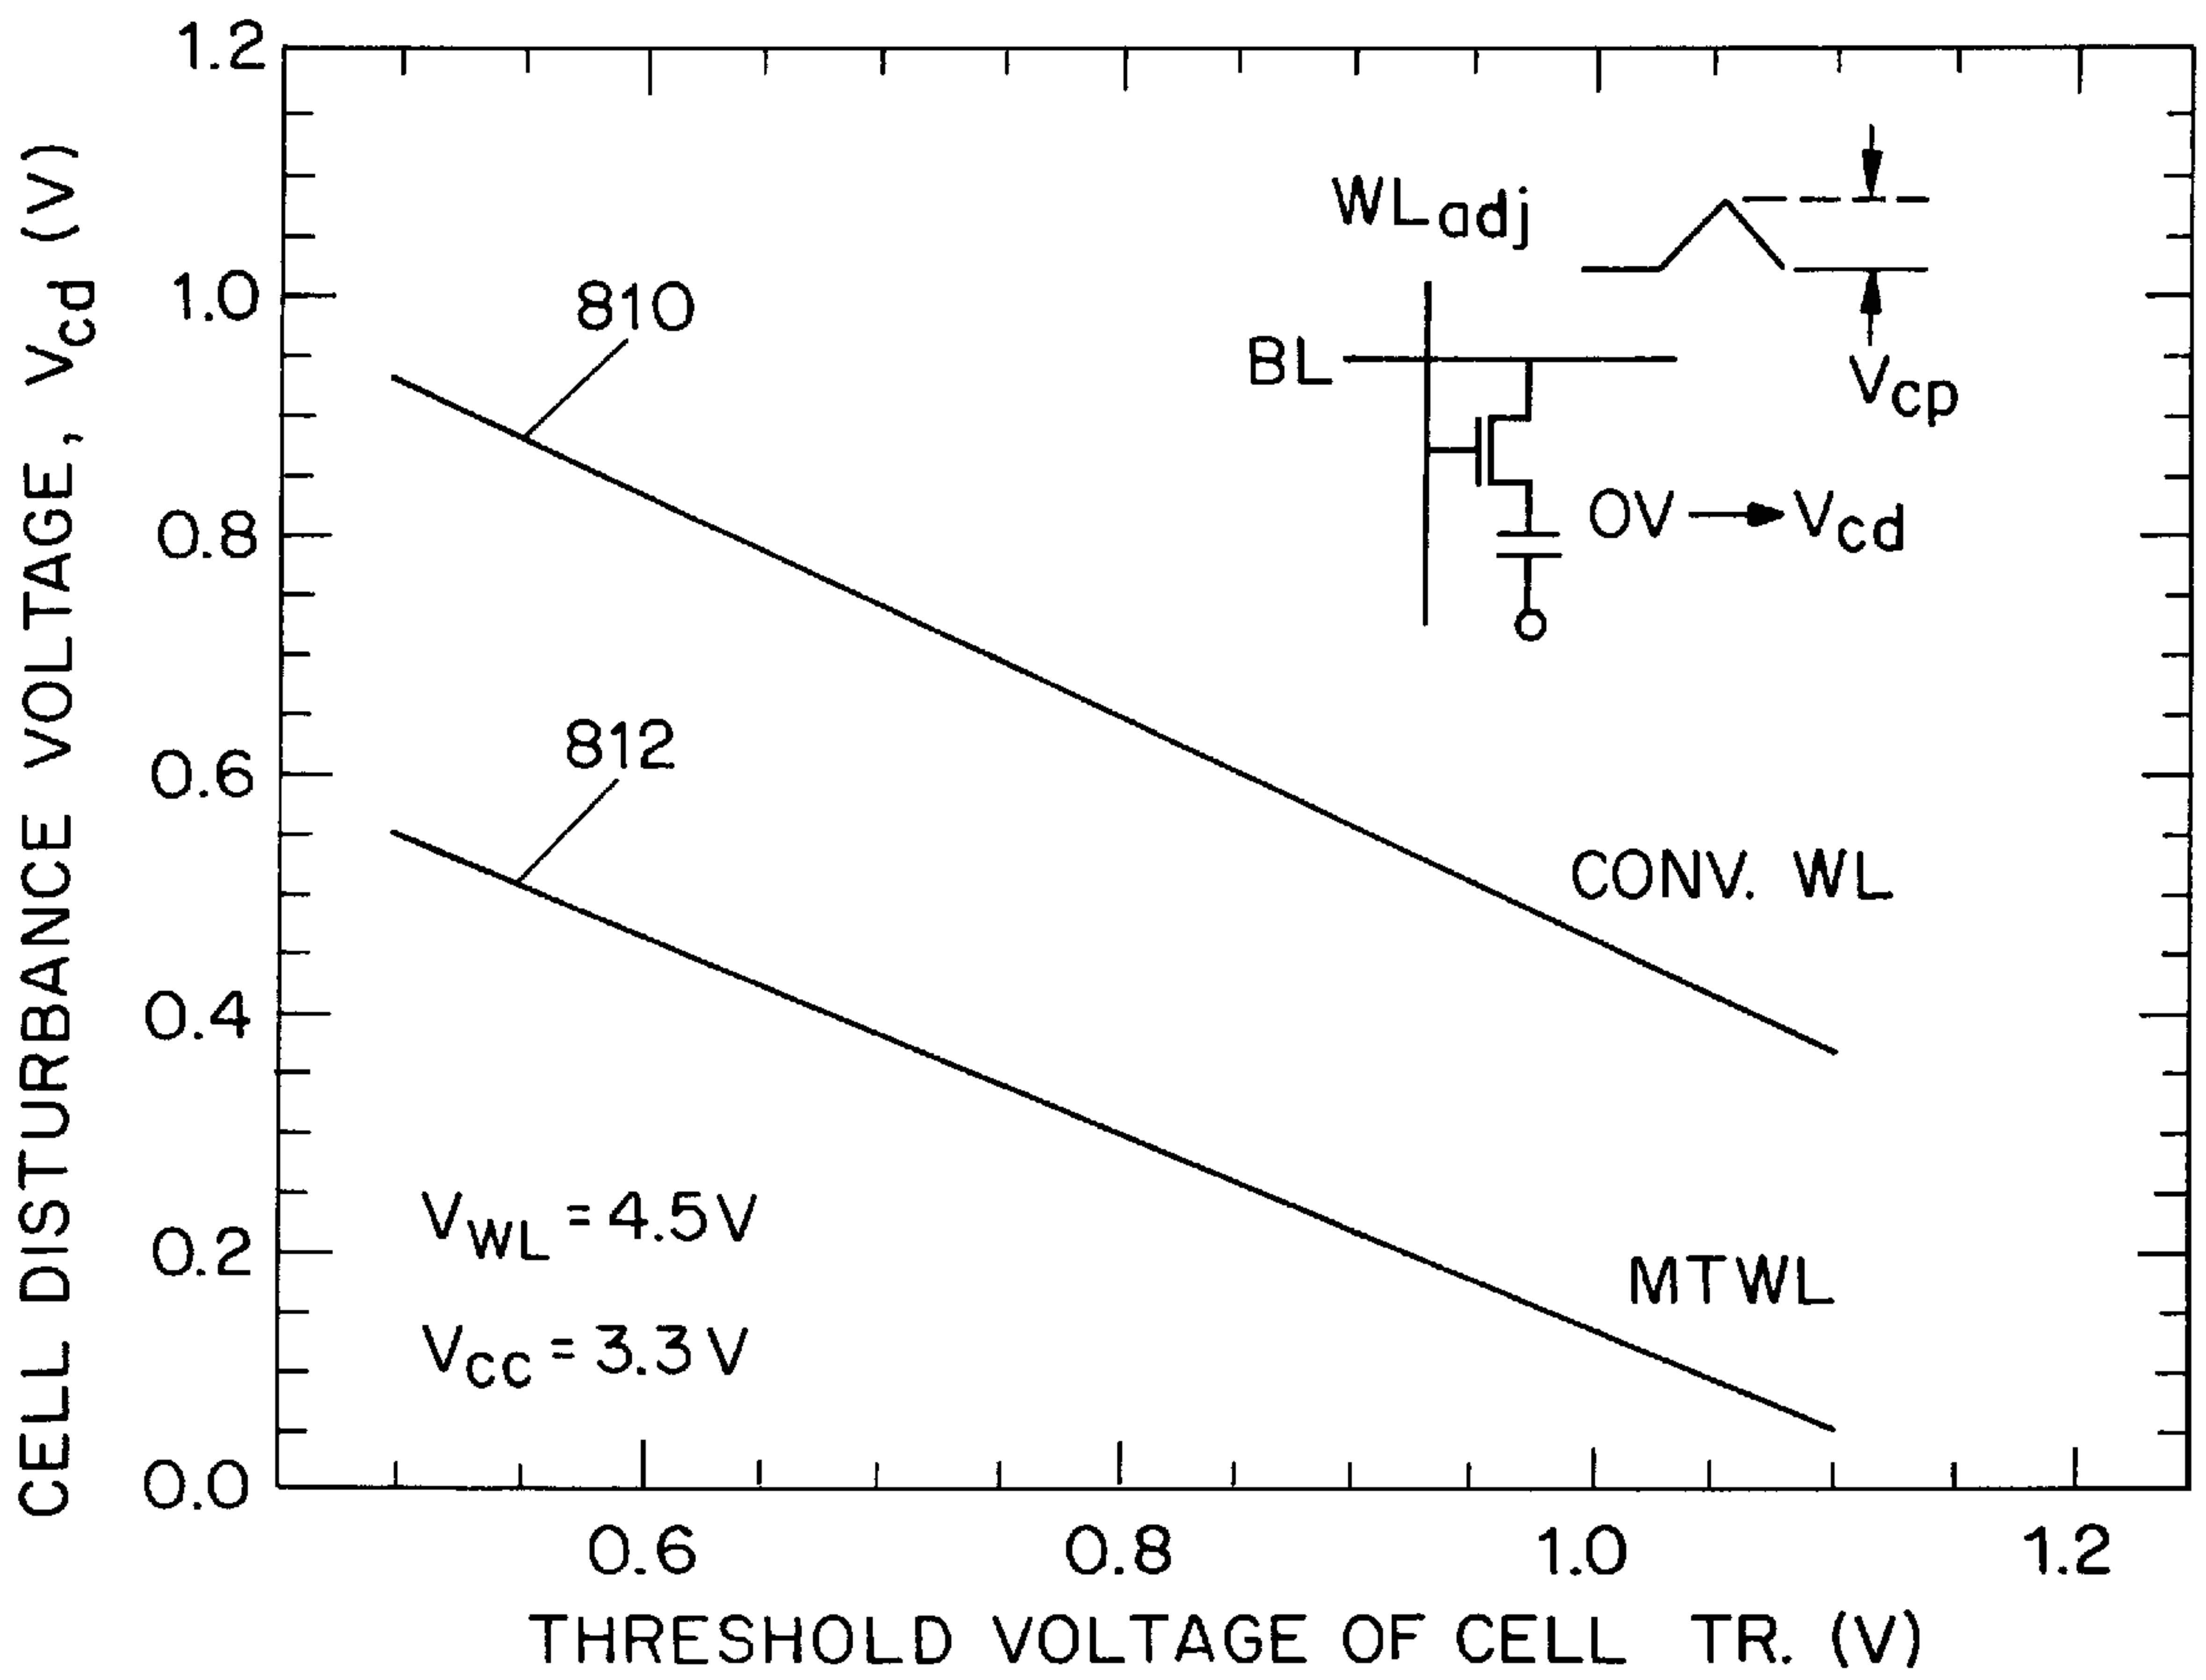 CELL DISTURBANCE VOLTAGE, Vcd (V)
1.2
1.0
0.8
0.6
0.4
0.2
0.0
810
812
WLadj
BL
Vcp
OV → Vcd
CONV. WL
MTWL
VWL = 4.5V
VCC = 3.3V
0.6 0.8 1.0 1.2
THRESHOLD VOLTAGE OF CELL TR. (V)